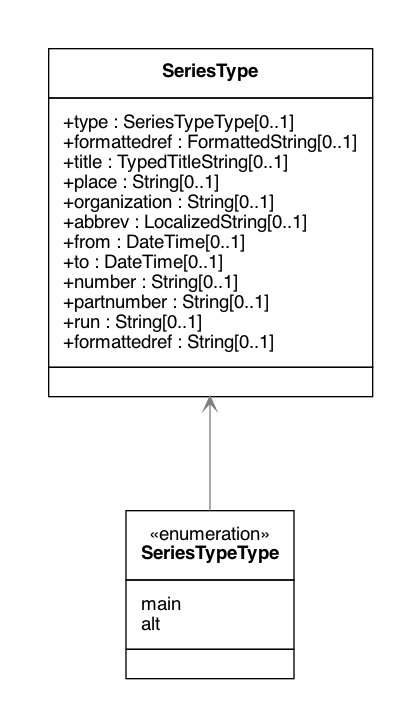 SeriesType
+type : SeriesTypeType[0..1]
+formattedref : FormattedString[0..1]
+title : TypedTitleString[0..1]
+place : String[0..1]
+organization : String[0..1]
+abbrev : LocalizedString[0..1]
+from : DateTime[0..1]
+to : DateTime[0..1]
+number : String[0..1]
+partnumber : String[0..1]
+run : String[0..1]
+formattedref : String[0..1]
«enumeration»
SeriesTypeType
main
alt